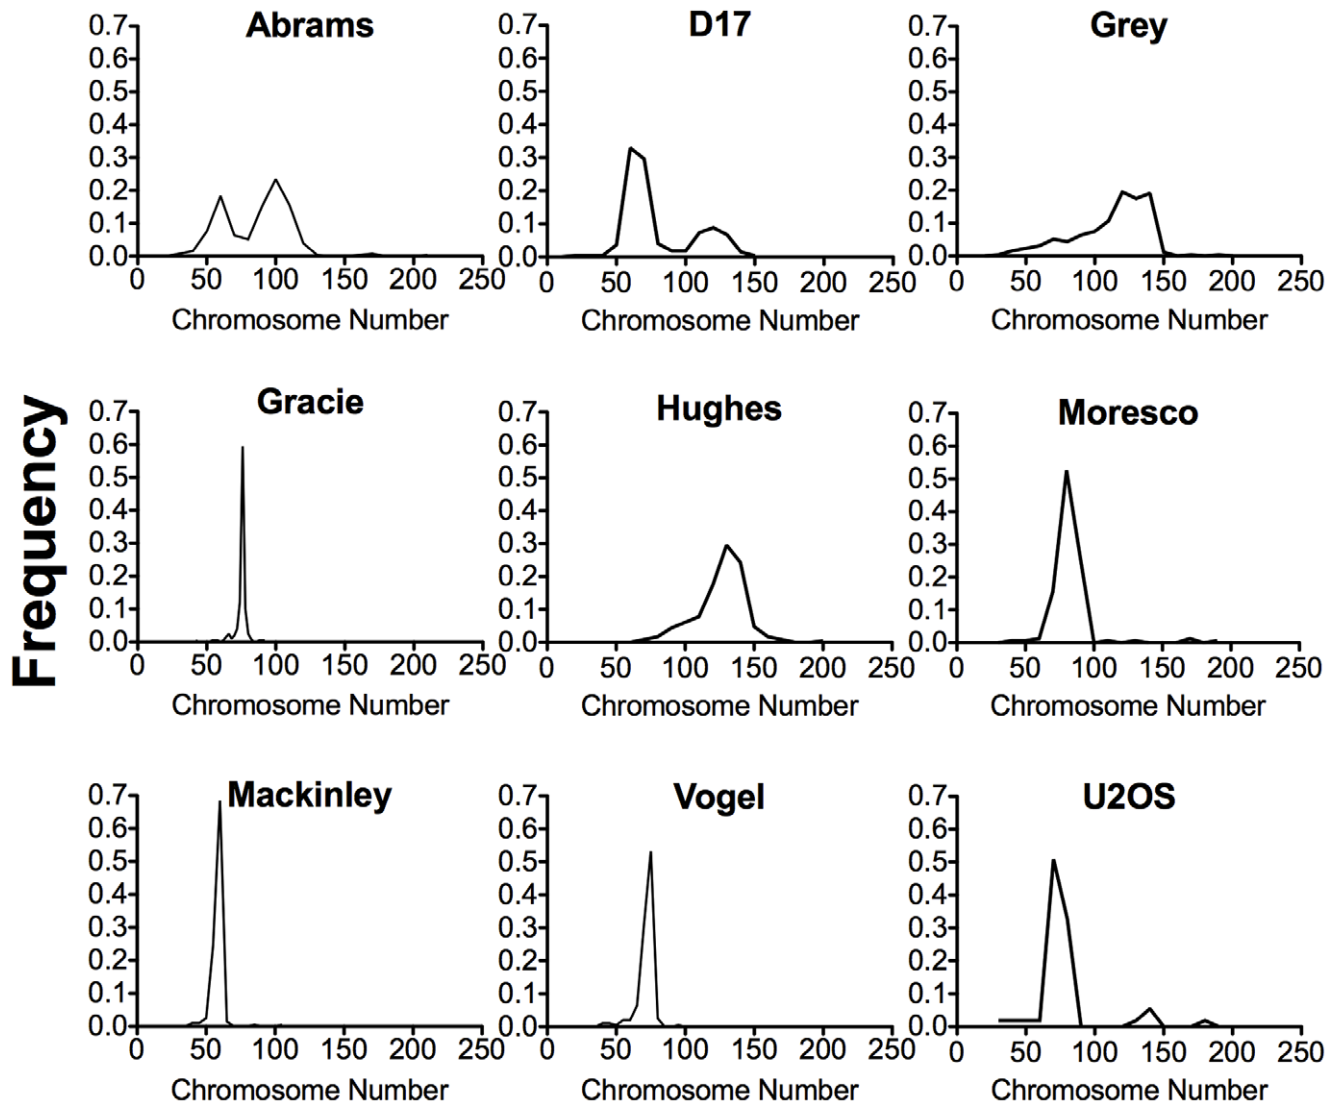 Abrams D17 Grey
0.7 0.7 0.7
0.6 0.6 0.6
0.5 0.5 0.5
0.4 0.4 0.4
0.3 0.3 0.3
0.2 0.2 0.2
0.1 0.1 0.1
0.0 0.0 0.0
0 50 100 150 200 250 0 50 100 150 200 250 0 50 100 150 200 250
Chromosome Number Chromosome Number Chromosome Number
Frequency
Gracie Hughes Moresco
0.7 0.7 0.7
0.6 0.6 0.6
0.5 0.5 0.5
0.4 0.4 0.4
0.3 0.3 0.3
0.2 0.2 0.2
0.1 0.1 0.1
0.0 0.0 0.0
0 50 100 150 200 250 0 50 100 150 200 250 0 50 100 150 200 250
Chromosome Number Chromosome Number Chromosome Number
Mackinley Vogel U2OS
0.7 0.7 0.7
0.6 0.6 0.6
0.5 0.5 0.5
0.4 0.4 0.4
0.3 0.3 0.3
0.2 0.2 0.2
0.1 0.1 0.1
0.0 0.0 0.0
0 50 100 150 200 250 0 50 100 150 200 250 0 50 100 150 200 250
Chromosome Number Chromosome Number Chromosome Number